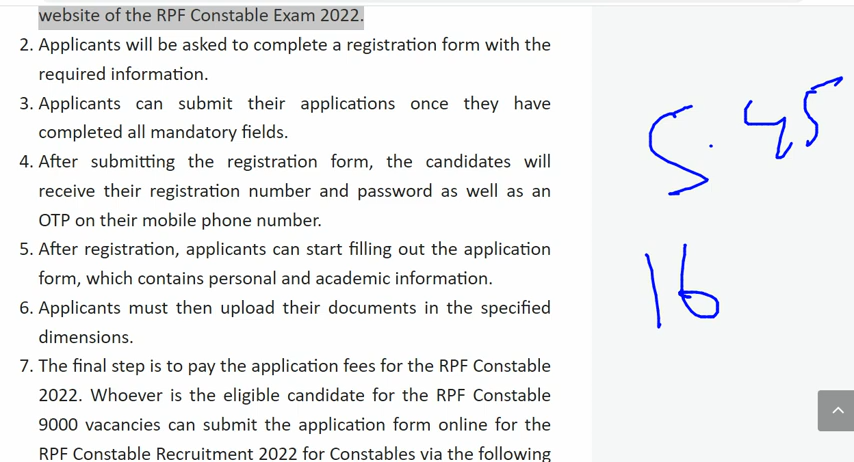 website of the RPF Constable Exam 2022.
2. Applicants will be asked to complete a registration form with the
required information.
3. Applicants can submit their applications once they have
completed all mandatory fields.
4. After submitting the registration form, the candidates will
receive their registration number and password as well as an
OTP on their mobile phone number.
5. After registration, applicants can start filling out the application
form, which contains personal and academic information.
6. Applicants must then upload their documents in the specified
dimensions.
7. The final step is to pay the application fees for the RPF Constable
2022. Whoever is the eligible candidate for the RPF Constable
9000 vacancies can submit the application form online for the
RPF Constable Recruitment 2022 for Constables via the following
5.45
16